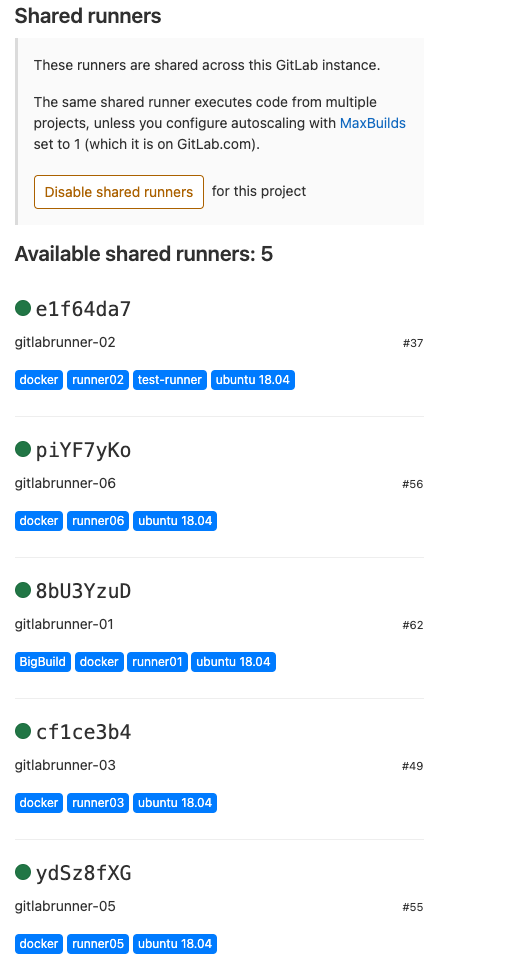 Shared runners
These runners are shared across this GitLab instance.
The same shared runner executes code from multiple
projects, unless you configure autoscaling with MaxBuilds
set to 1 (which it is on GitLab.com).
Disable shared runners for this project
Available shared runners: 5
e1f64da7
gitlabrunner-02 #37
docker runner02 test-runner ubuntu 18.04
piYF7yKo
gitlabrunner-06 #56
docker runner06 ubuntu 18.04
8bU3YzuD
gitlabrunner-01 #62
BigBuild docker runner01 ubuntu 18.04
cf1ce3b4
gitlabrunner-03 #49
docker runner03 ubuntu 18.04
ydSz8fXG
gitlabrunner-05 #55
docker runner05 ubuntu 18.04